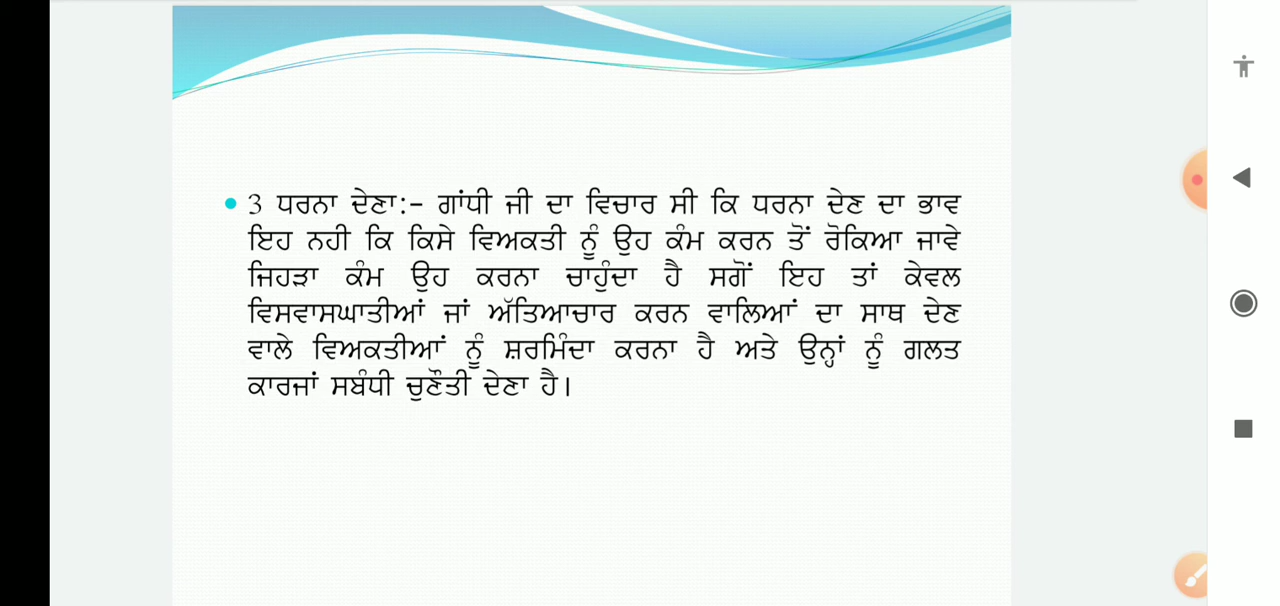 3 ਧਰਨਾ ਦੇਣਾ:– ਗਾਂਧੀ ਜੀ ਦਾ ਵਿਚਾਰ ਸੀ ਕਿ ਧਰਨਾ ਦੇਣ ਦਾ ਭਾਵ
ਇਹ ਨਹੀ ਕਿ ਕਿਸੇ ਵਿਅਕਤੀ ਨੂੰ ਉਹ ਕੰਮ ਕਰਨ ਤੋਂ ਰੋਕਿਆ ਜਾਵੇ
ਜਿਹੜਾ ਕੰਮ ਉਹ ਕਰਨਾ ਚਾਹੁੰਦਾ ਹੈ ਸਗੋਂ ਇਹ ਤਾਂ ਕੇਵਲ
ਵਿਸਵਾਸਘਾਤੀਆਂ ਜਾਂ ਅੱਤਿਆਚਾਰ ਕਰਨ ਵਾਲਿਆਂ ਦਾ ਸਾਥ ਦੇਣ
ਵਾਲੇ ਵਿਅਕਤੀਆਂ ਨੂੰ ਸ਼ਰਮਿੰਦਾ ਕਰਨਾ ਹੈ ਅਤੇ ਉਨ੍ਹਾਂ ਨੂੰ ਗਲਤ
ਕਾਰਜਾਂ ਸਬੰਧੀ ਚੁਣੌਤੀ ਦੇਣਾ ਹੈ।